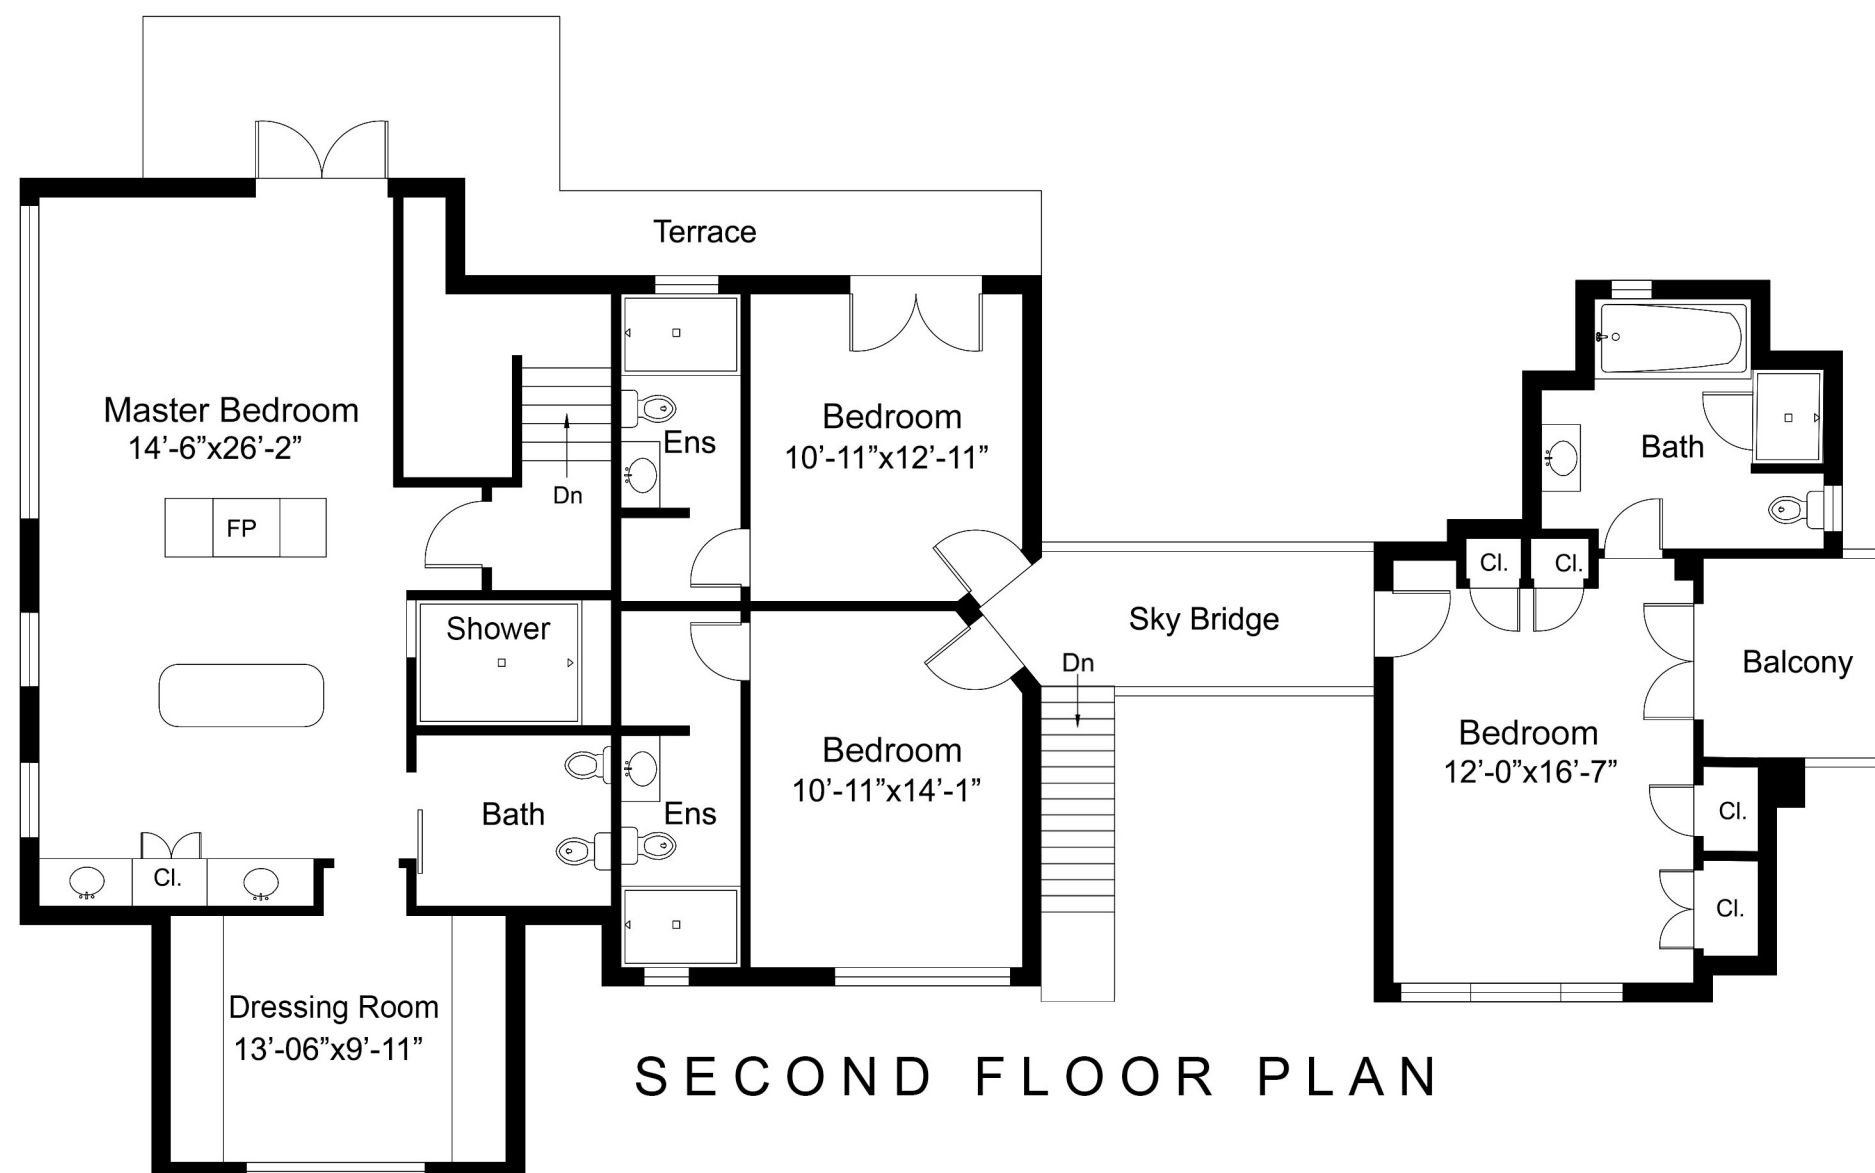 Terrace
Master Bedroom
14’-6”x26’-2”
FP
Dn
Ens
Bedroom
10’-11”x12’-11”
Bath
Cl.
Cl.
Shower
Sky Bridge
Dn
Balcony
Bedroom
10’-11”x14’-1”
Bedroom
12’-0”x16’-7”
Bath
Ens
Cl.
Cl.
Cl.
Dressing Room
13’-06”x9’-11”
SECOND FLOOR PLAN